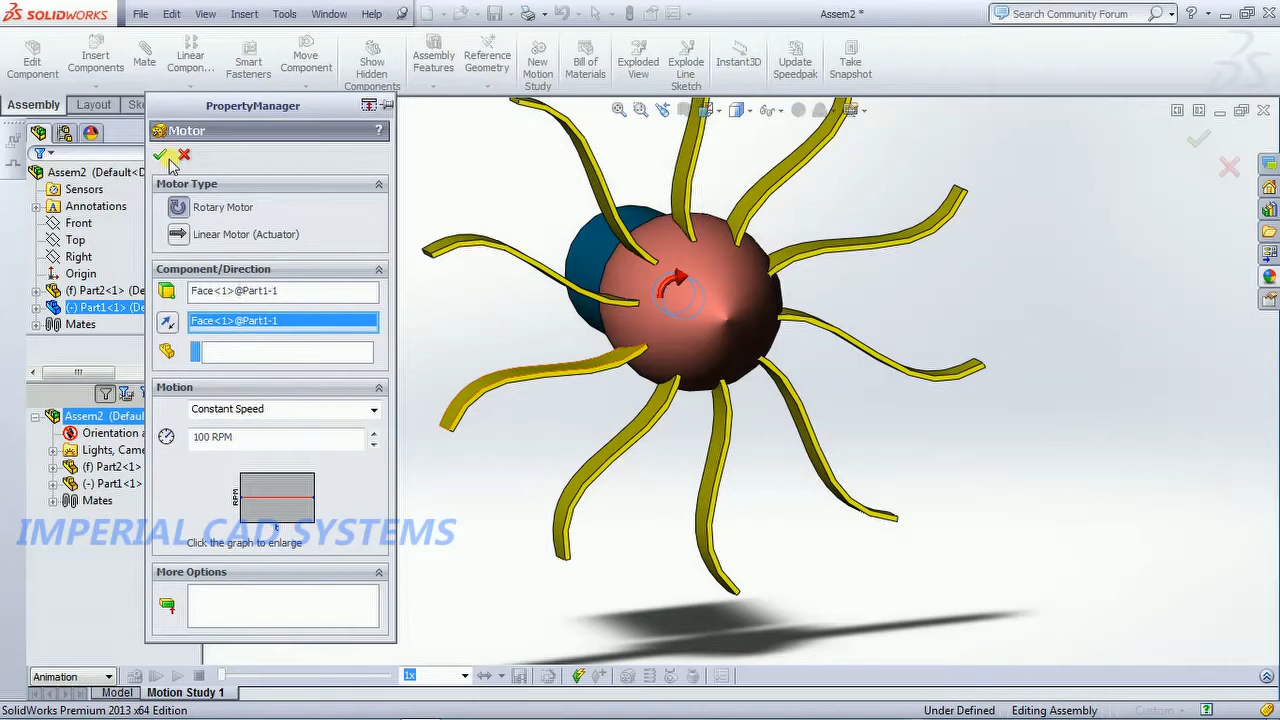 SOLIDWORKS File Edit View Insert Tools Window Help Assem2 * Search Community Forum
Edit Component
Insert Components
Mate
Linear Compon...
Smart Fasteners
Move Component
Show Hidden Components
Assembly Features
Reference Geometry
New Motion Study
Bill of Materials
Exploded View
Explode Line Sketch
Instant3D
Update Speedpak
Take Snapshot
Assembly Layout Sk
PropertyManager
Motor ?
Motor Type
Rotary Motor
Linear Motor (Actuator)
Component/Direction
Face<1>@Part1-1
Face<1>@Part1-1
Motion
Constant Speed
100 RPM
RPM
t
Click the graph to enlarge
More Options
Assem2 (Default<D
Sensors
Annotations
Front
Top
Right
Origin
(f) Part2<1> (De
(-) Part1<1> (De
Mates
Assem2 (Default
Orientation a
Lights, Came
(f) Part2<1>
(-) Part1<1>
Mates
IMPERIAL CAD SYSTEMS
Animation 1x
Model Motion Study 1
SolidWorks Premium 2013 x64 Edition Under Defined Editing Assembly Custom